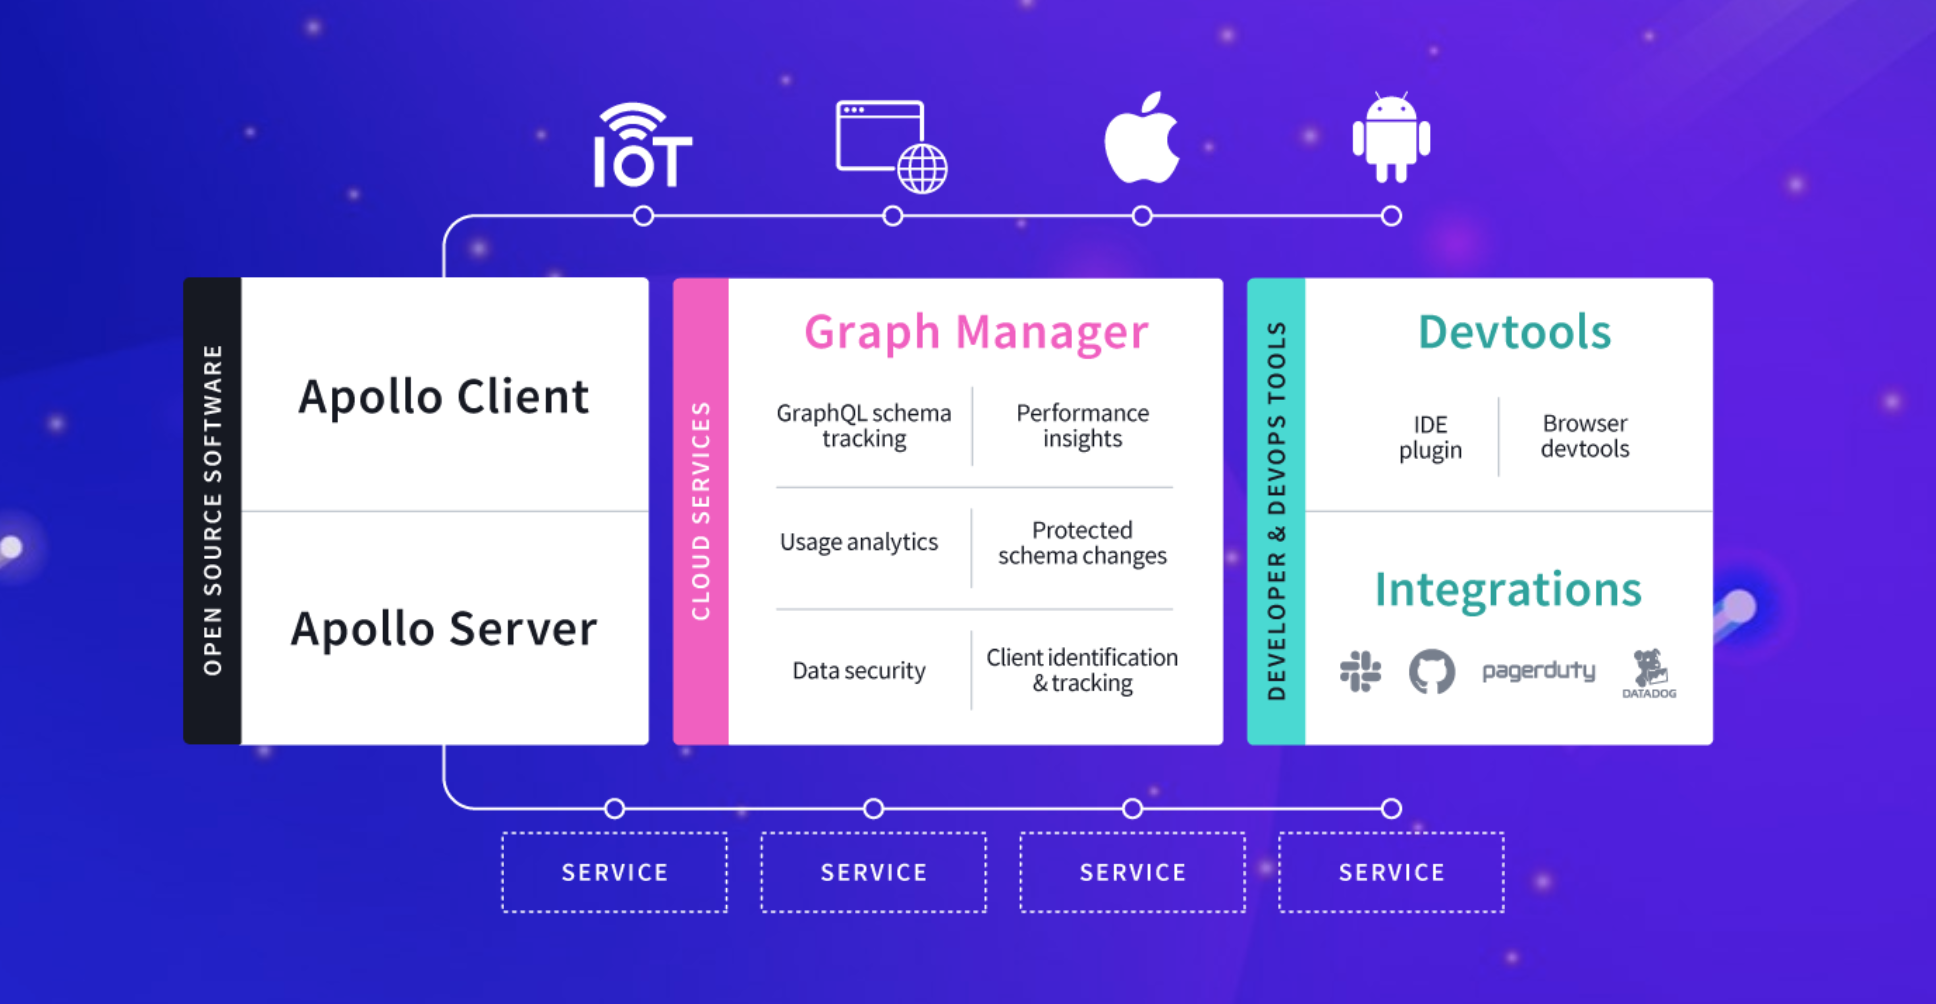 IoT
OPEN SOURCE SOFTWARE
Apollo Client
Apollo Server
CLOUD SERVICES
Graph Manager
GraphQL schema
tracking
Performance
insights
Usage analytics
Protected
schema changes
Data security
Client identification
& tracking
DEVELOPER & DEVOPS TOOLS
Devtools
IDE
plugin
Browser
devtools
Integrations
pagerduty
DATADOG
SERVICE
SERVICE
SERVICE
SERVICE